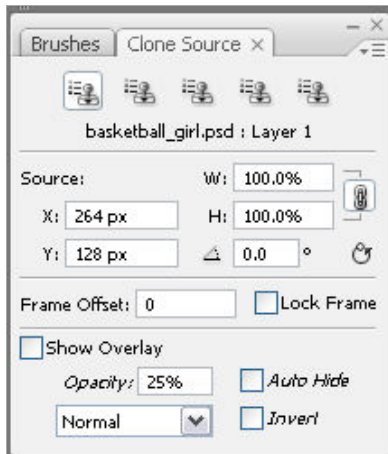 Brushes Clone Source ×
basketball_girl.psd : Layer 1
Source: W: 100.0%
X: 264 px H: 100.0%
Y: 128 px 0.0 °
Frame Offset: 0 Lock Frame
Show Overlay
Opacity: 25% Auto Hide
Normal Invert